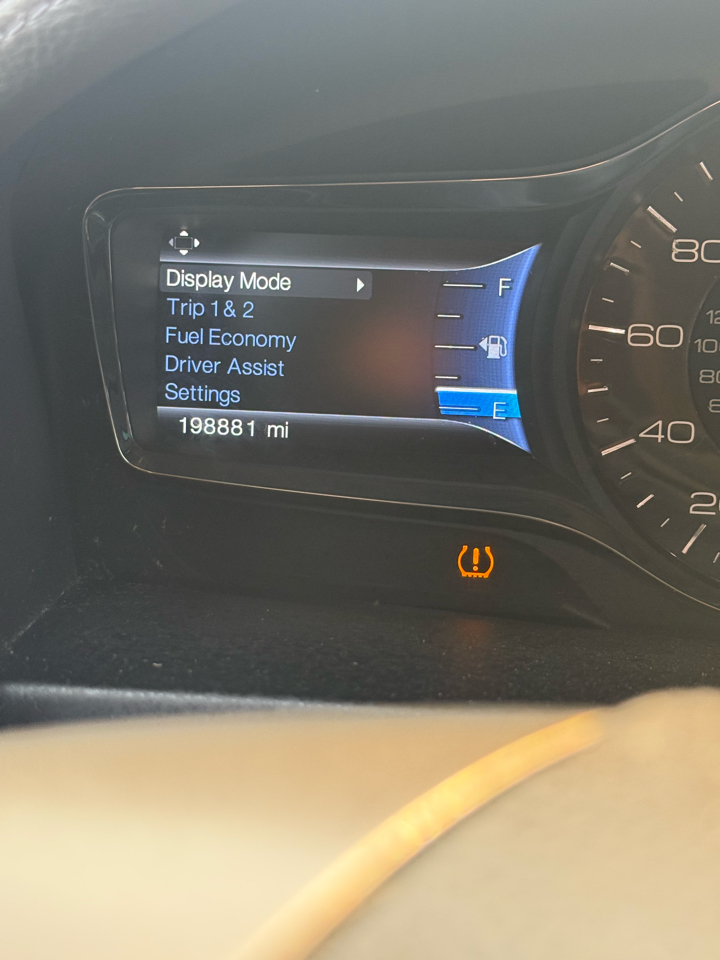 Display Mode
Trip 1 & 2
Fuel Economy
Driver Assist
Settings
198881 mi
F
E
80
60
40